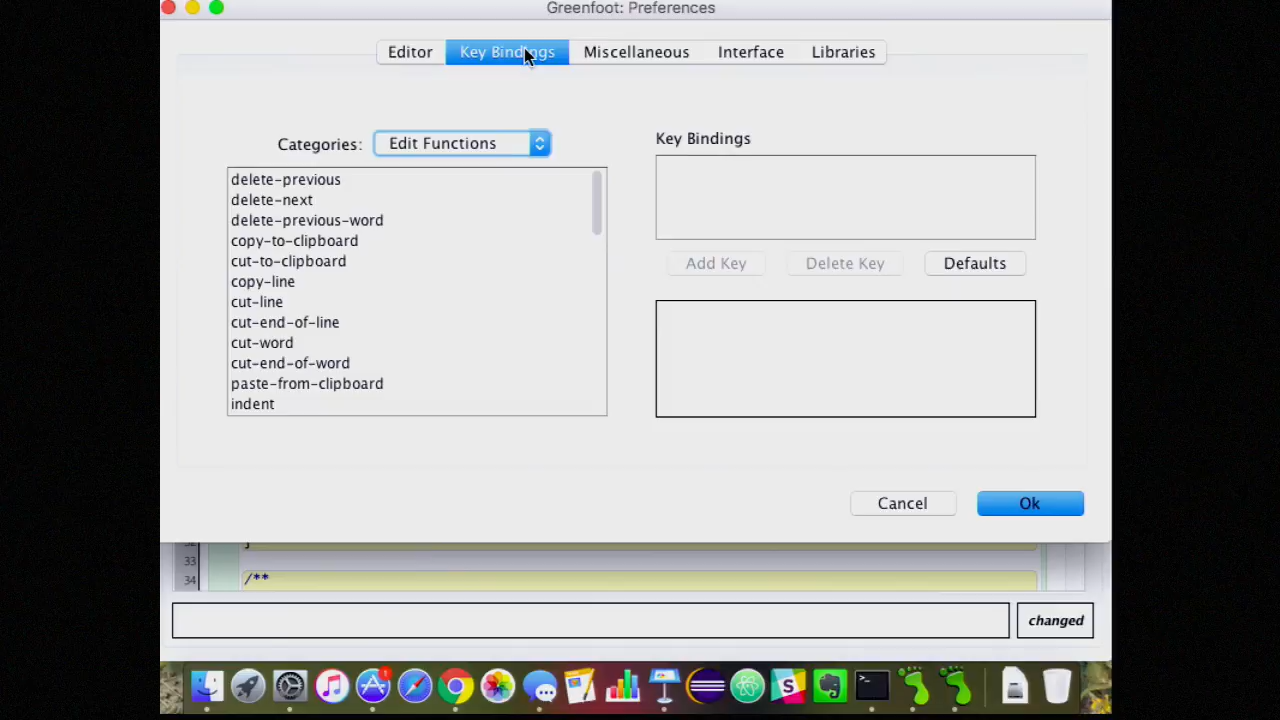 Greenfoot: Preferences
Editor
Key Bindings
Miscellaneous
Interface
Libraries
Categories:
Edit Functions
Key Bindings
delete-previous
delete-next
delete-previous-word
copy-to-clipboard
cut-to-clipboard
copy-line
cut-line
cut-end-of-line
cut-word
cut-end-of-word
paste-from-clipboard
indent
Add Key
Delete Key
Defaults
Cancel
Ok
33
34
/**
changed